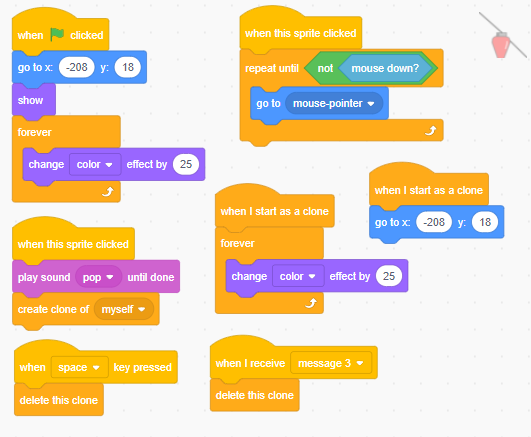 when clicked
go to x: -208 y: 18
show
forever
change color effect by 25
when this sprite clicked
play sound pop until done
create clone of myself
when space key pressed
delete this clone
when this sprite clicked
repeat until not mouse down?
go to mouse-pointer
when I start as a clone
forever
change color effect by 25
when I start as a clone
go to x: -208 y: 18
when I receive message 3
delete this clone